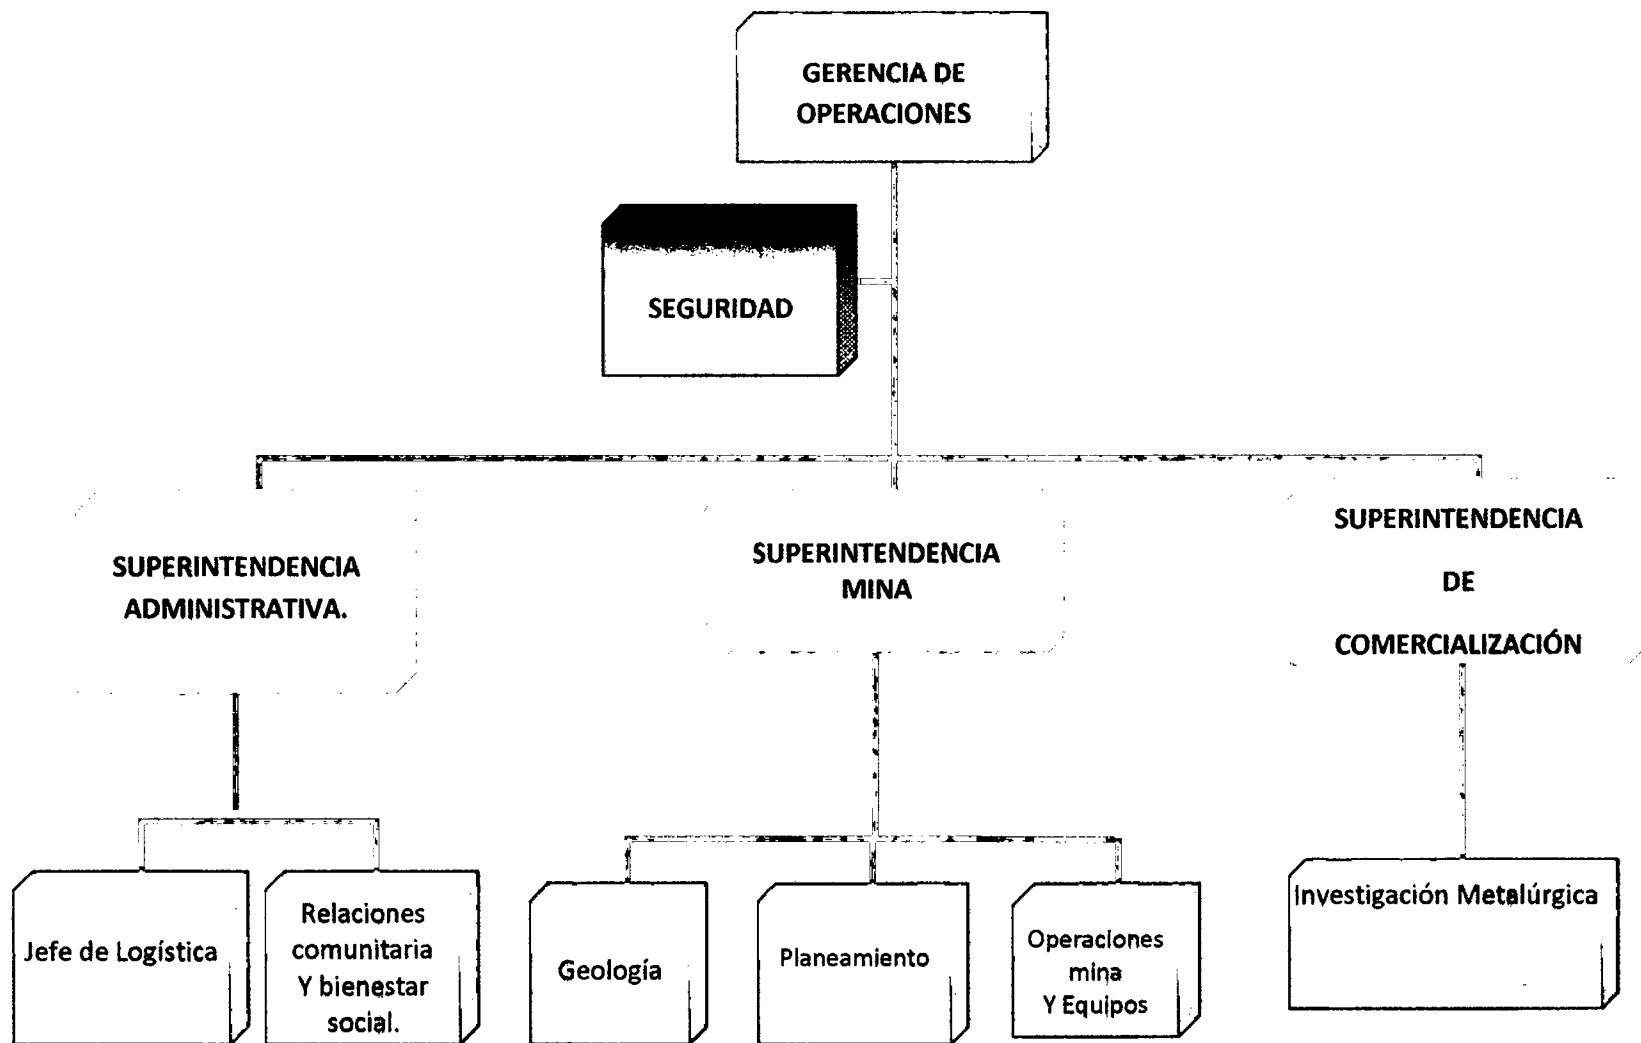 GERENCIA DE
OPERACIONES
SEGURIDAD
SUPERINTENDENCIA
ADMINISTRATIVA.
SUPERINTENDENCIA
MINA
SUPERINTENDENCIA
DE
COMERCIALIZACIÓN
Jefe de Logística
Relaciones
comunitaria
Y bienestar
social.
Geología
Planeamiento
Operaciones
mina
Y Equipos
Investigación Metalúrgica